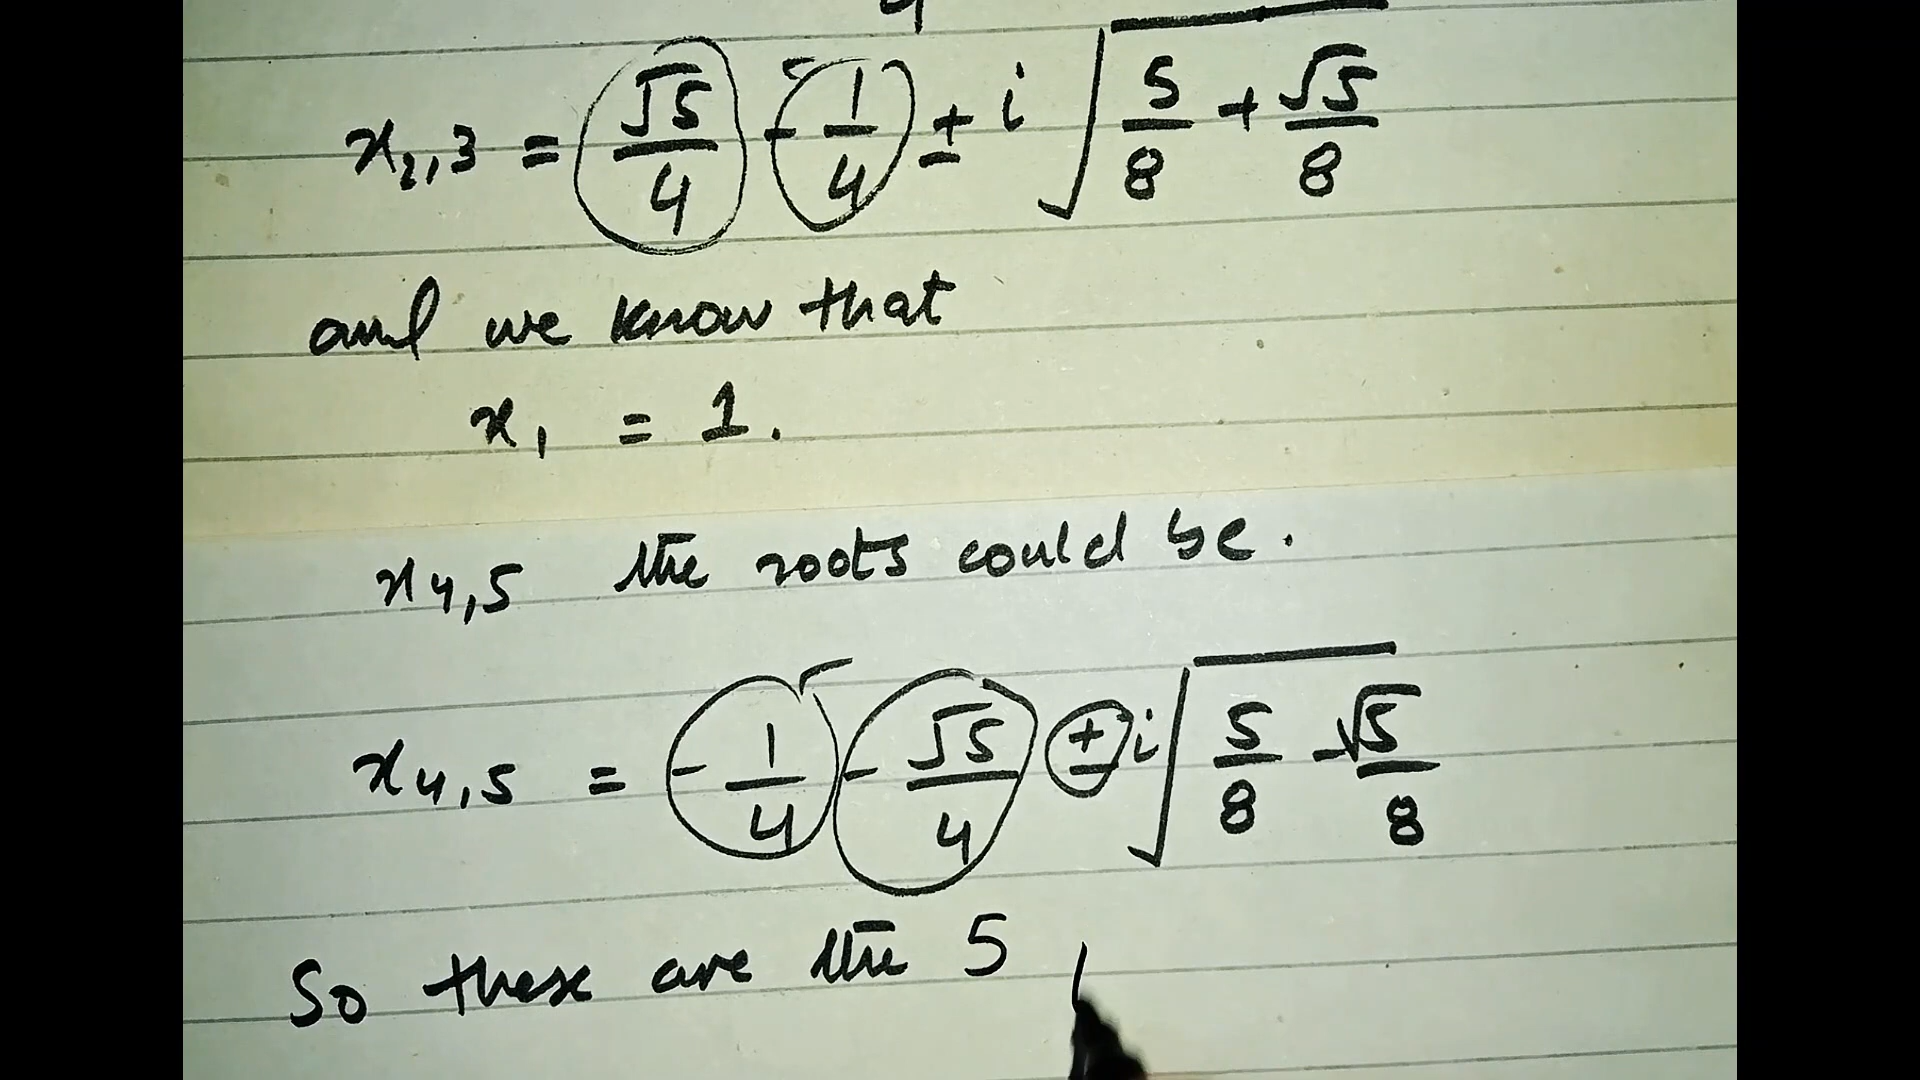 x₂,₃ = √5/4 - 1/4 ± i √(5/8 + √5/8)
and we know that
x₁ = 1.
x₄,₅ the roots could be.
x₄,₅ = -1/4 - √5/4 ± i √(5/8 - √5/8)
So these are the 5